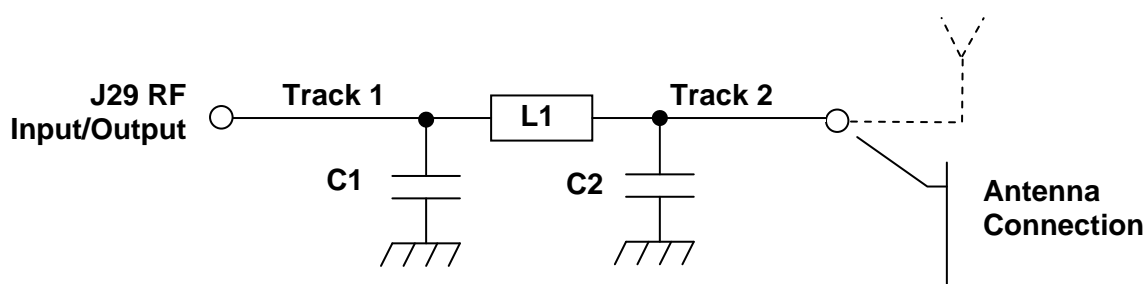 J29 RF
Input/Output
Track 1
L1
Track 2
C1
C2
Antenna
Connection